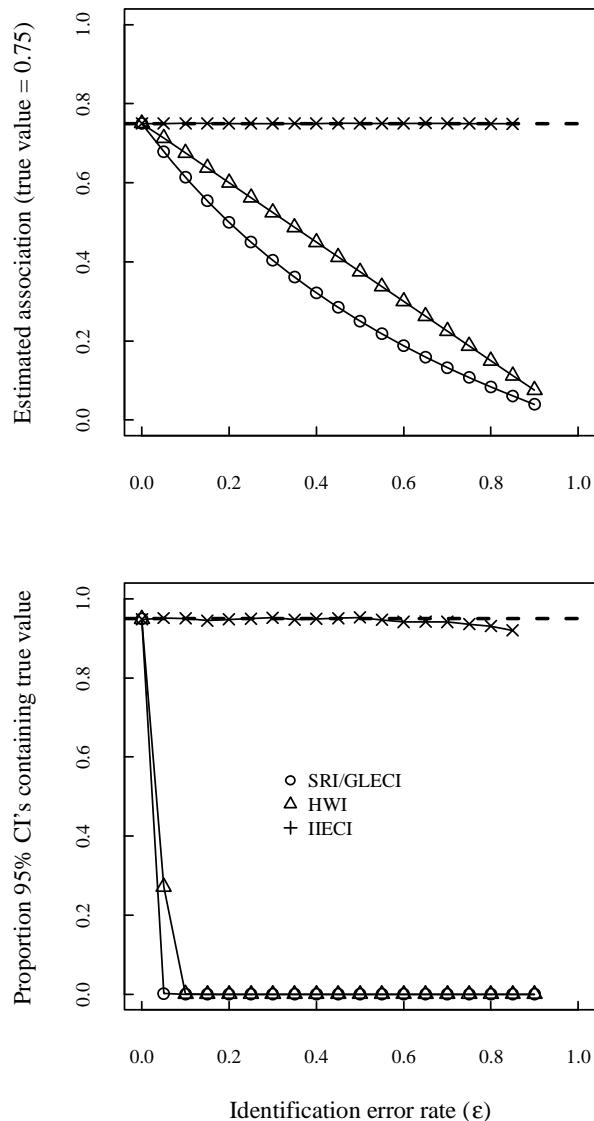 Estimated association (true value = 0.75)
1.0
0.8
0.6
0.4
0.2
0.0
0.0 0.2 0.4 0.6 0.8 1.0
Proportion 95% CI's containing true value
1.0
0.8
0.6
0.4
0.2
0.0
SRI/GLECI
HWI
IIECI
0.0 0.2 0.4 0.6 0.8 1.0
Identification error rate (ε)